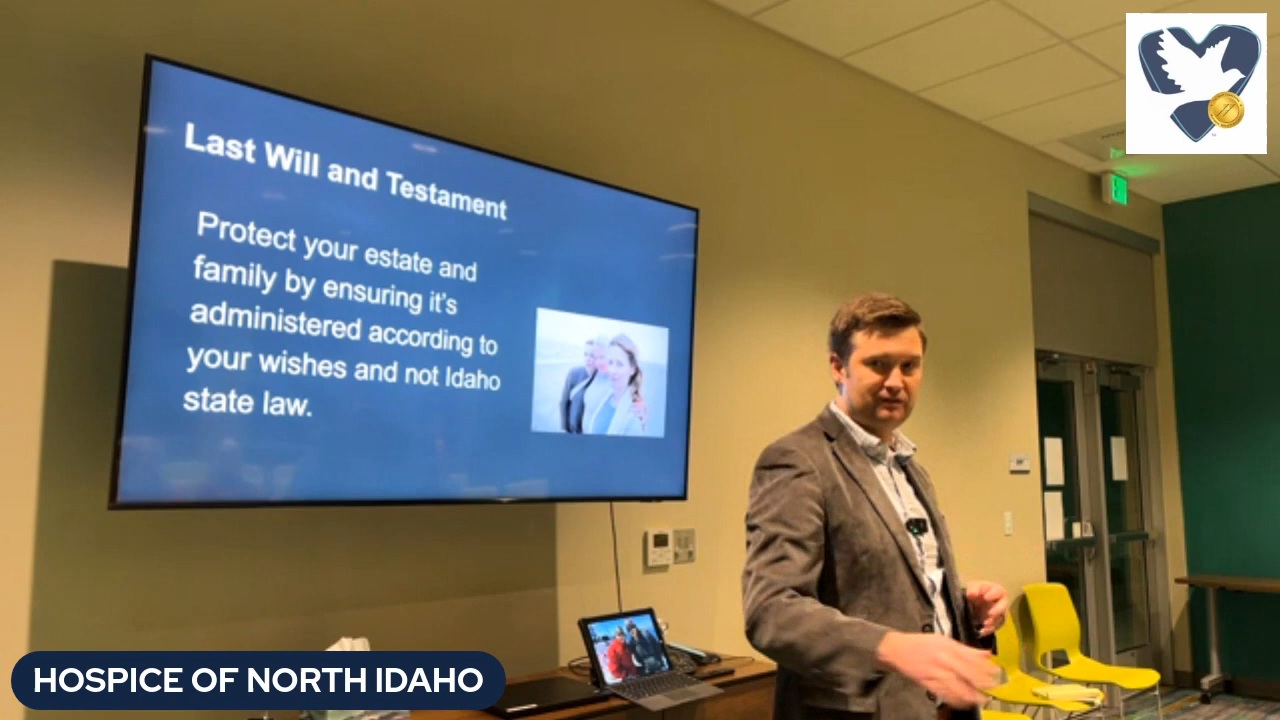 Last Will and Testament
Protect your estate and
family by ensuring it's
administered according to
your wishes and not Idaho
state law.
HOSPICE OF NORTH IDAHO